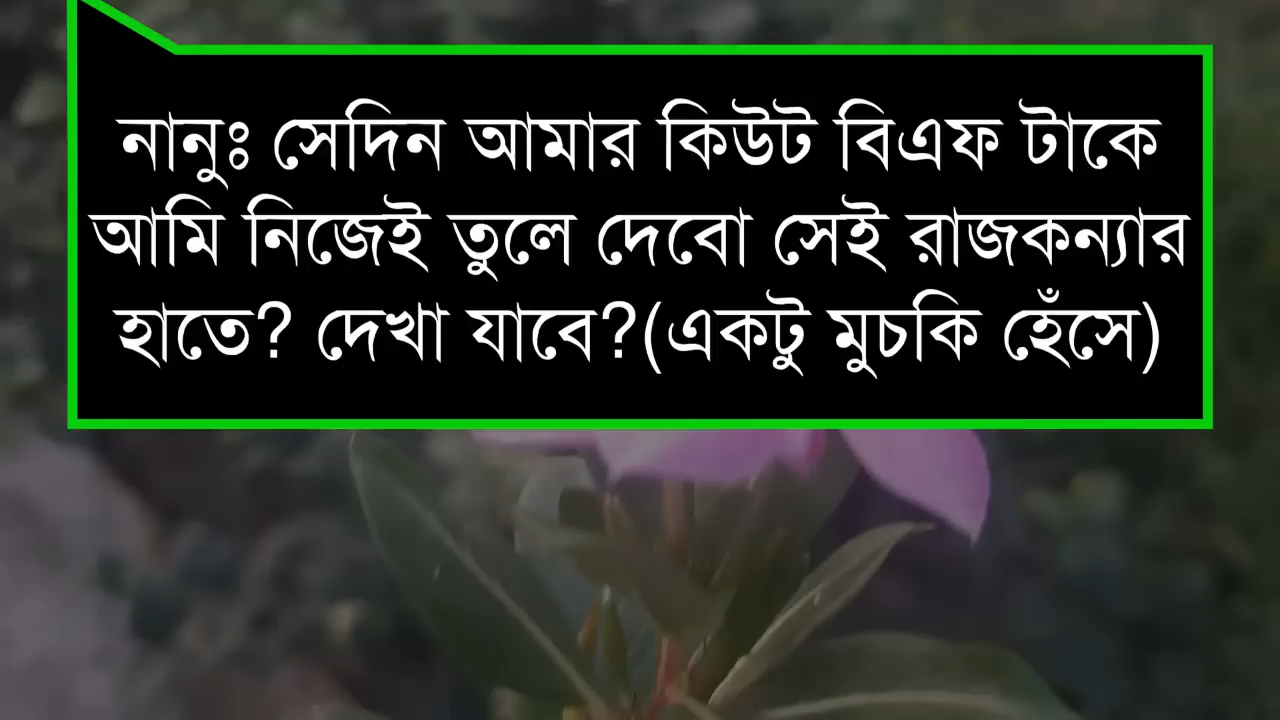 নানুঃ সেদিন আমার কিউট বিএফ টাকে
আমি নিজেই তুলে দেবো সেই রাজকন্যার
হাতে? দেখা যাবে?(একটু মুচকি হেঁসে)